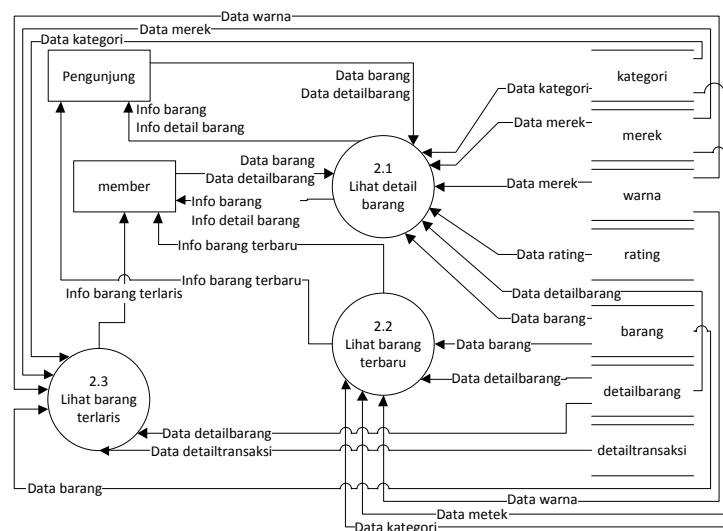 Data warna
Data merek
Data kategori
Pengunjung
Data barang
Data detailbarang
Info barang
Info detail barang
member
Data barang
Data detailbarang
Info barang
Info detail barang
Info barang terbaru
Info barang terbaru
Info barang terlaris
2.1
Lihat detail
barang
Data kategori
Data merek
Data merek
Data rating
Data detailbarang
Data barang
kategori
merek
warna
rating
barang
detailbarang
detailtransaksi
2.2
Lihat barang
terbaru
Data barang
Data detailbarang
2.3
Lihat barang
terlaris
Data detailbarang
Data detailtransaksi
Data barang
Data warna
Data metek
Data kategori